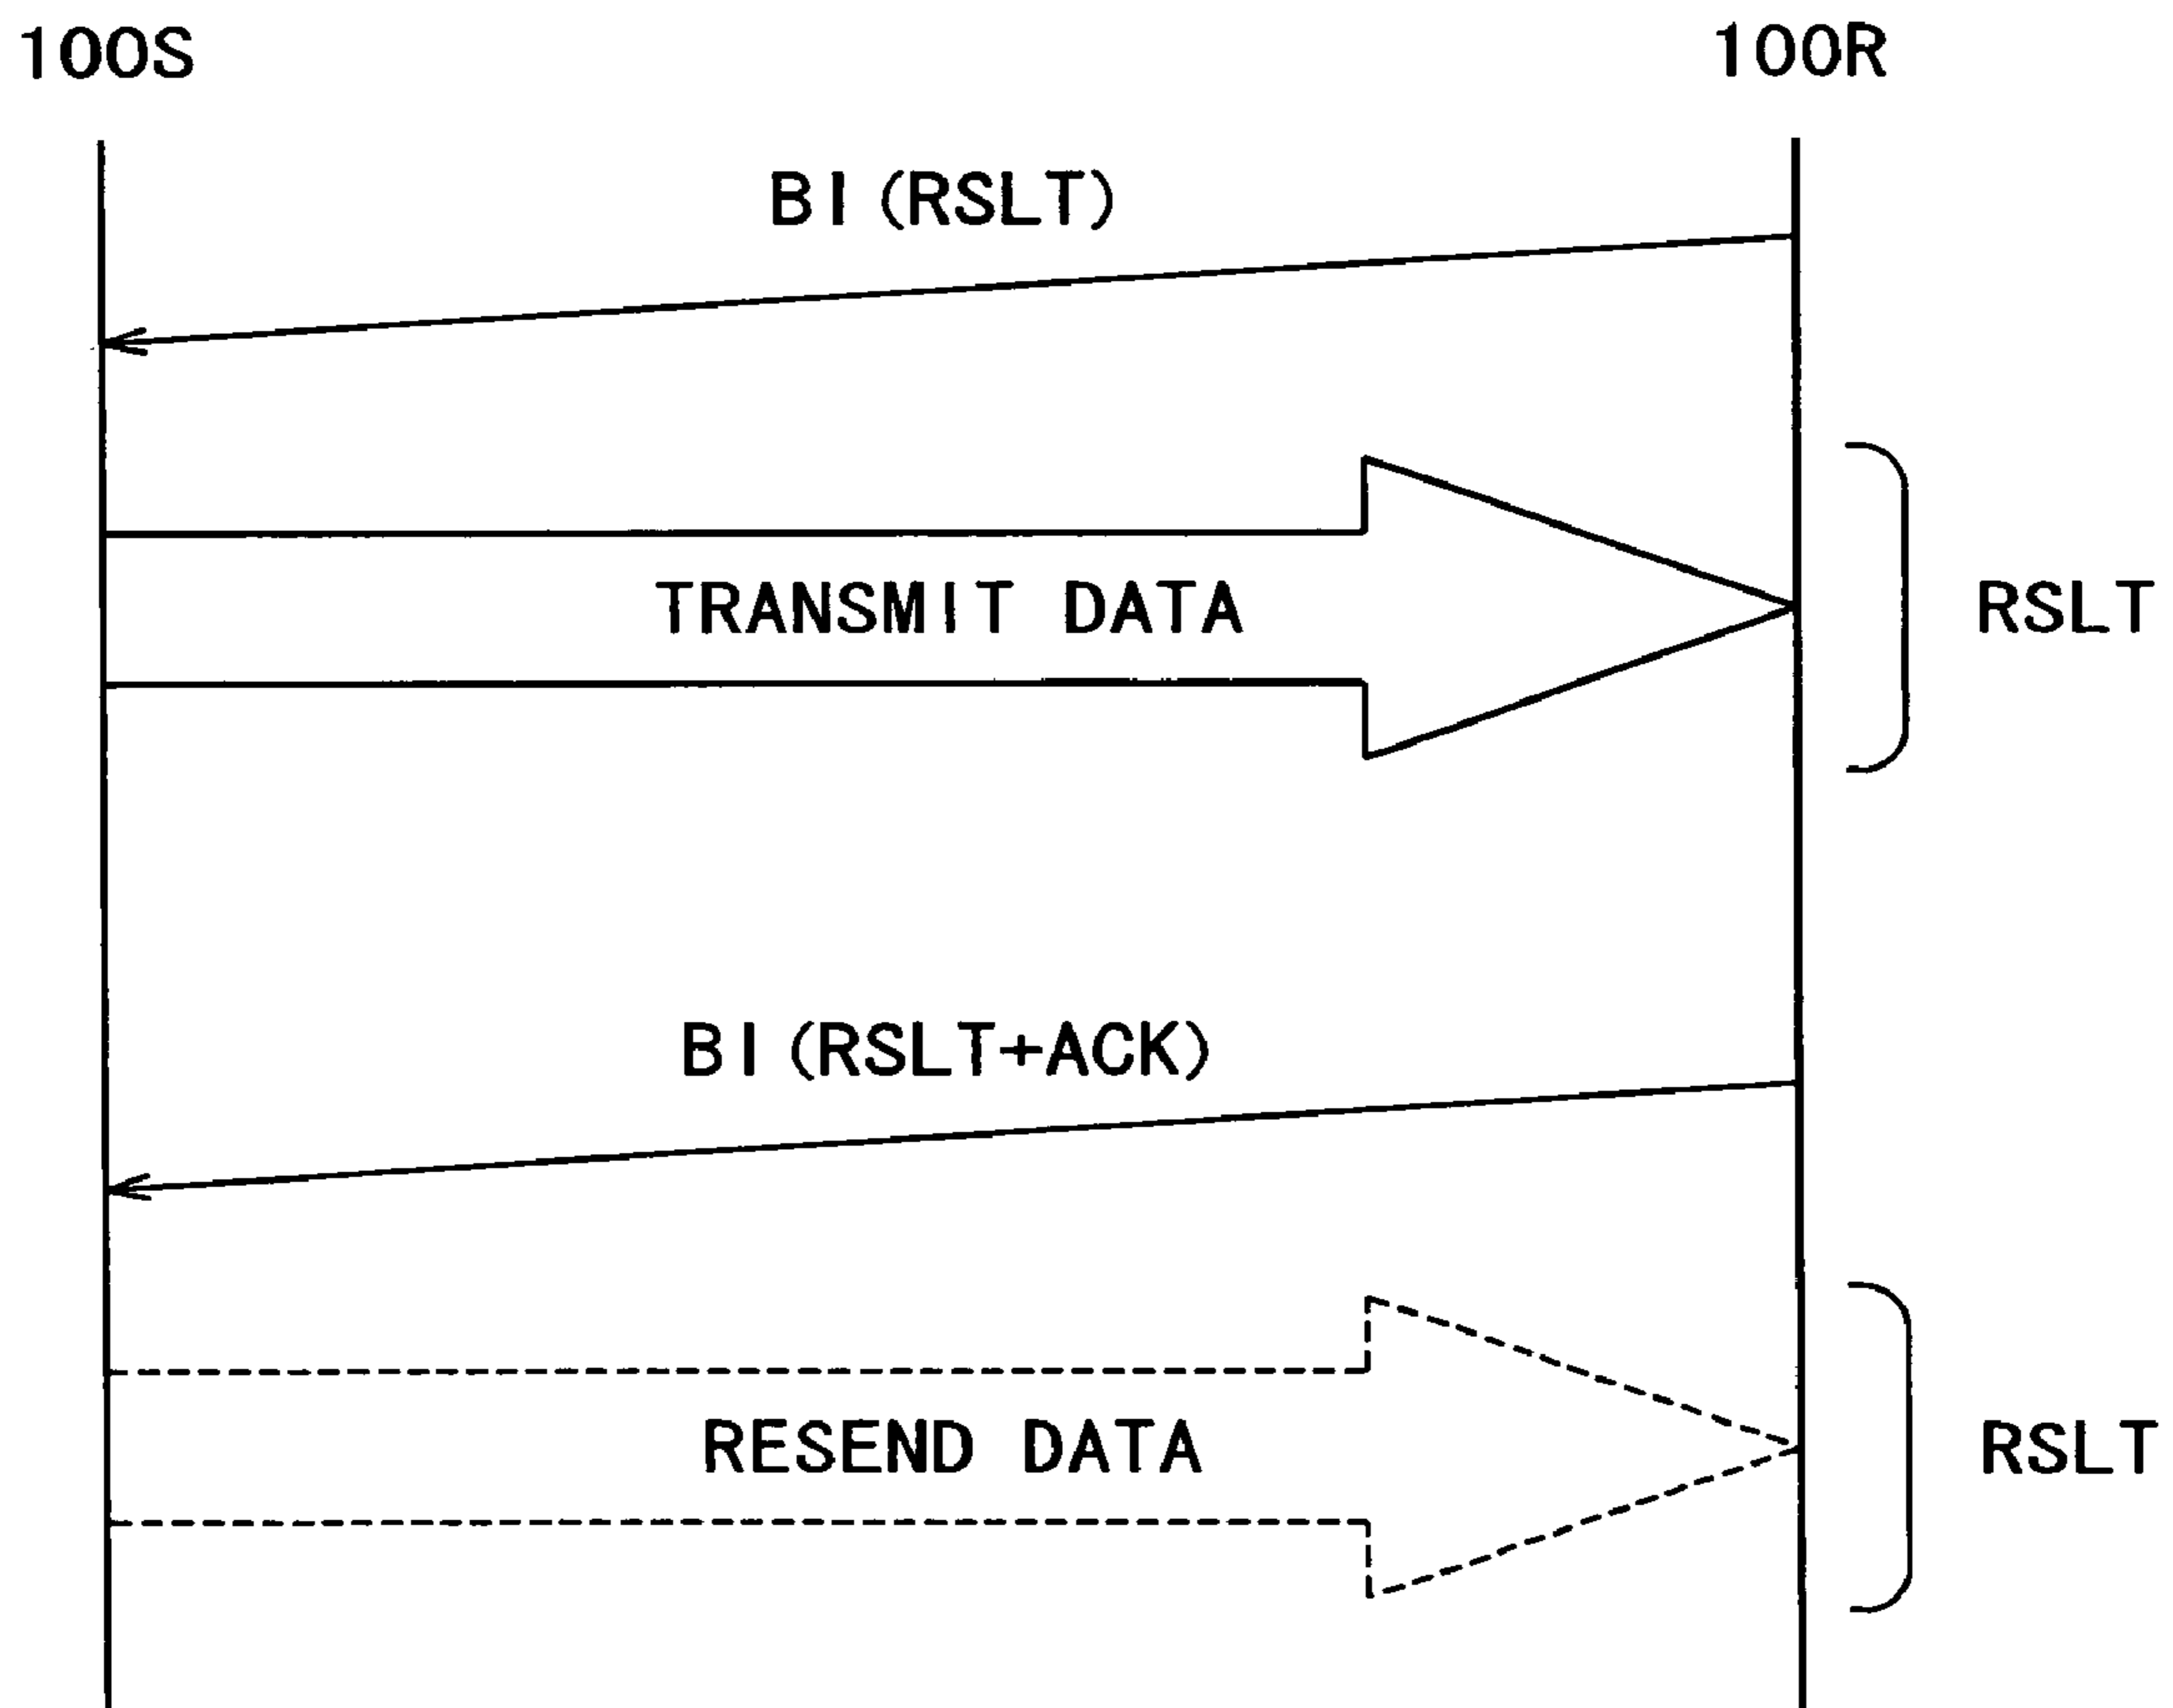 100S 100R
BI(RSLT)
TRANSMIT DATA
RSLT
BI(RSLT+ACK)
RESEND DATA
RSLT